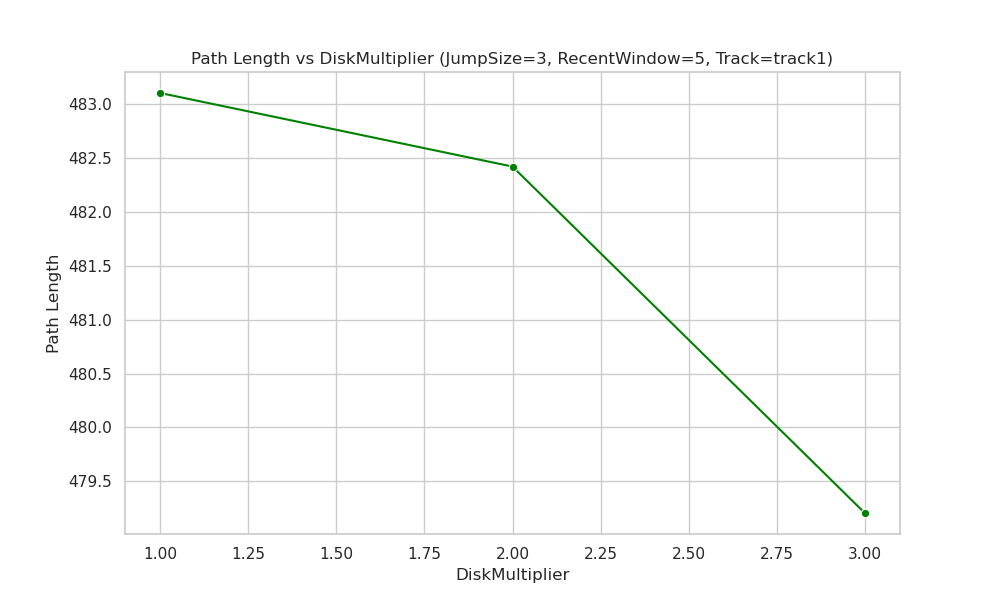 Path Length vs DiskMultiplier (JumpSize=3, RecentWindow=5, Track=track1)
483.0
482.5
482.0
481.5
481.0
480.5
480.0
479.5
Path Length
1.00 1.25 1.50 1.75 2.00 2.25 2.50 2.75 3.00
DiskMultiplier